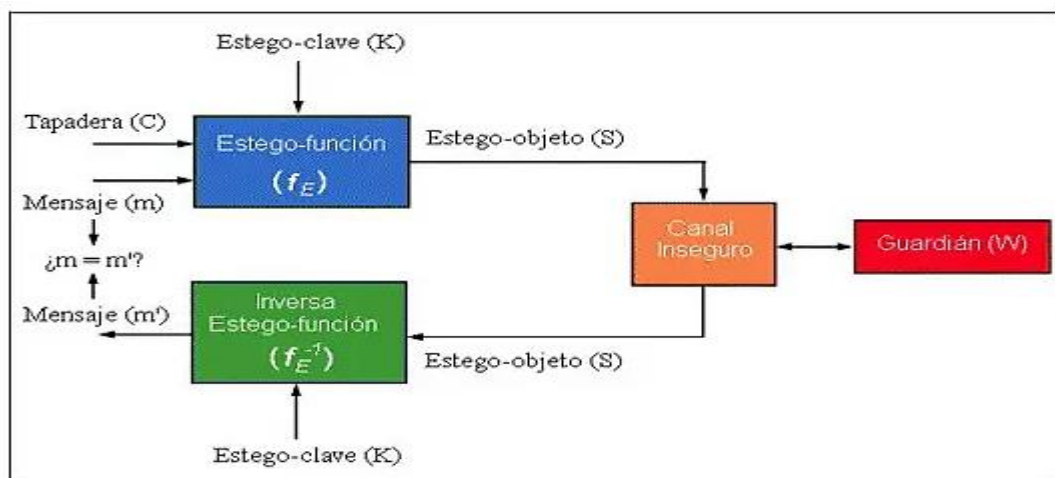 Estego-clave (K)
Tapadera (C)
Estego-función
(fE)
Estego-objeto (S)
Mensaje (m)
¿m = m'?
Mensaje (m')
Canal
Inseguro
Guardián (W)
Inversa
Estego-función
(fE-1)
Estego-objeto (S)
Estego-clave (K)